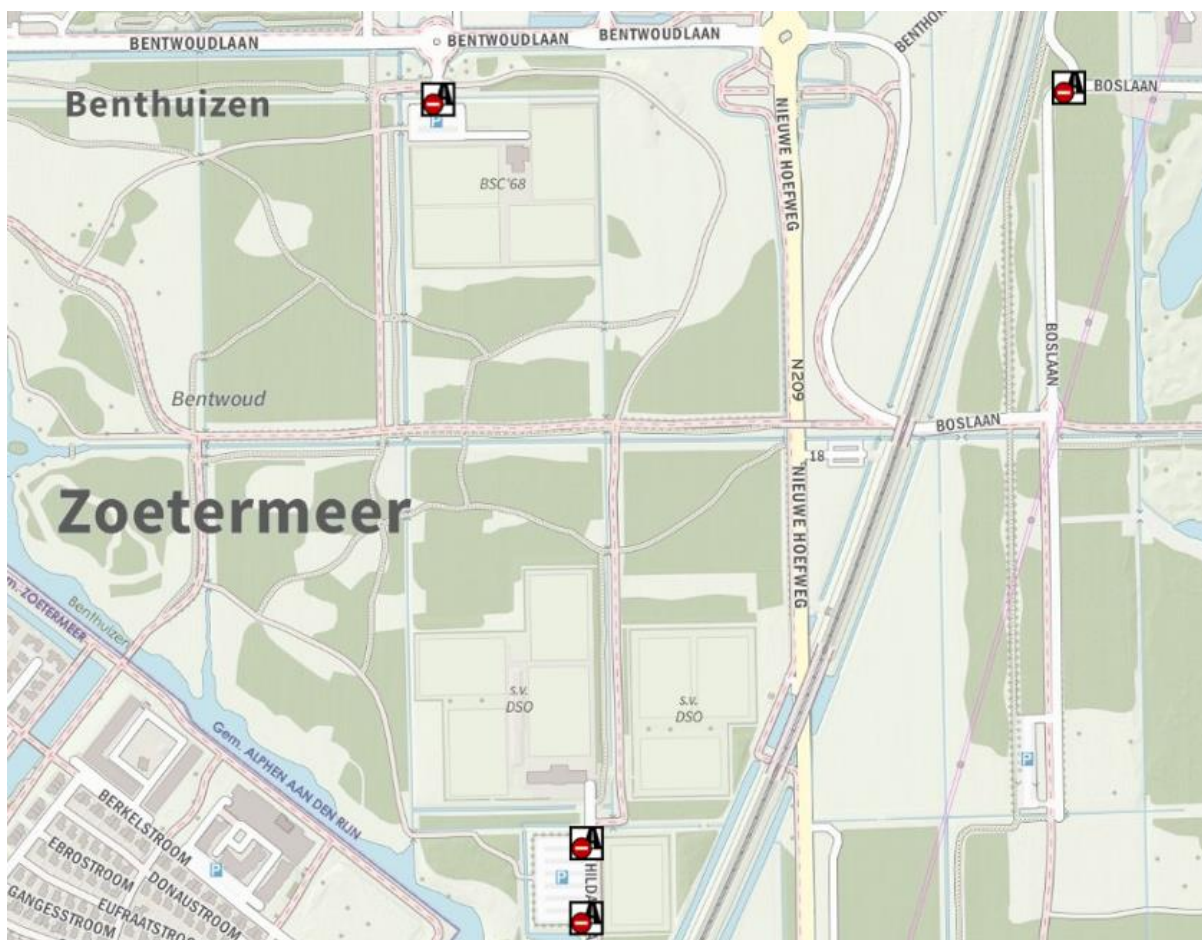 BENTWOUDLAAN
BENTWOUDLAAN
BENTWOUDLAAN
A
A
BOSLAAN
Benthuizen
P
BSC'68
NIEUWE HOEFWEG
N209
BOSLAAN
Bentwoud
BOSLAAN
18
Zoetermeer
NIEUWE HOEFWEG
Gem. ZOETERMEER
Benthuizen
s.v.
DSO
s.v.
DSO
Gem. ALPHEN AAN DEN RIJN
P
BERKELSTROOM
A
EBROSTROOM
DONAUSTROOM
P
P
GANGESSTROOM
A